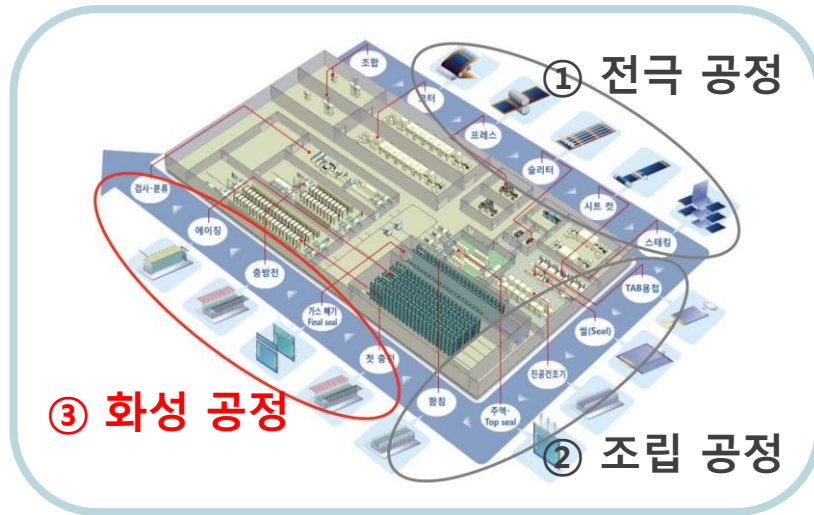 ① 전극 공정
조합
코터
프레스
슬리터
시트 컷
스태킹
TAB용접
씰(Seal)
진공건조기
주액·
Top seal
함침
② 조립 공정
첫 충전
가스 빼기
Final seal
충방전
에이징
검사·분류
③ 화성 공정